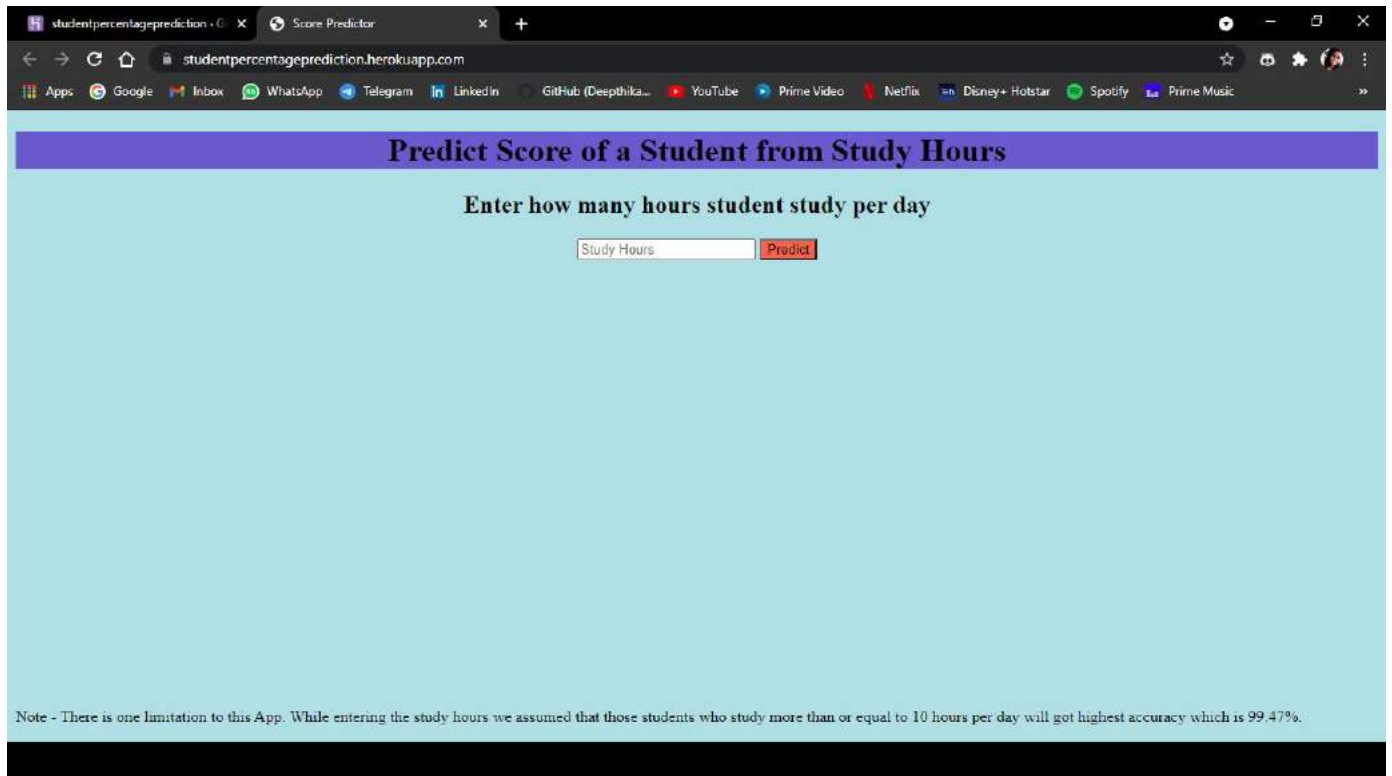 studentpercentageprediction · G
Score Predictor
studentpercentageprediction.herokuapp.com
Apps Google Inbox WhatsApp Telegram LinkedIn GitHub (Deepthika... YouTube Prime Video Netflix Disney+ Hotstar Spotify Prime Music »
Predict Score of a Student from Study Hours
Enter how many hours student study per day
Study Hours Predict
Note - There is one limitation to this App. While entering the study hours we assumed that those students who study more than or equal to 10 hours per day will got highest accuracy which is 99.47%.